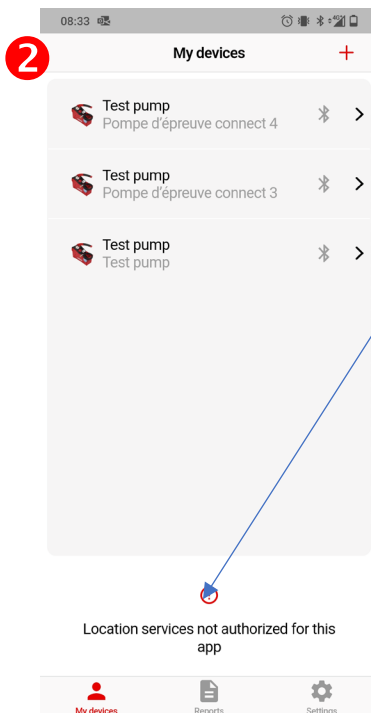 08:33
2
My devices
+
Test pump
Pompe d'épreuve connect 4
Test pump
Pompe d'épreuve connect 3
Test pump
Test pump
Location services not authorized for this
app
My devices Reports Settings